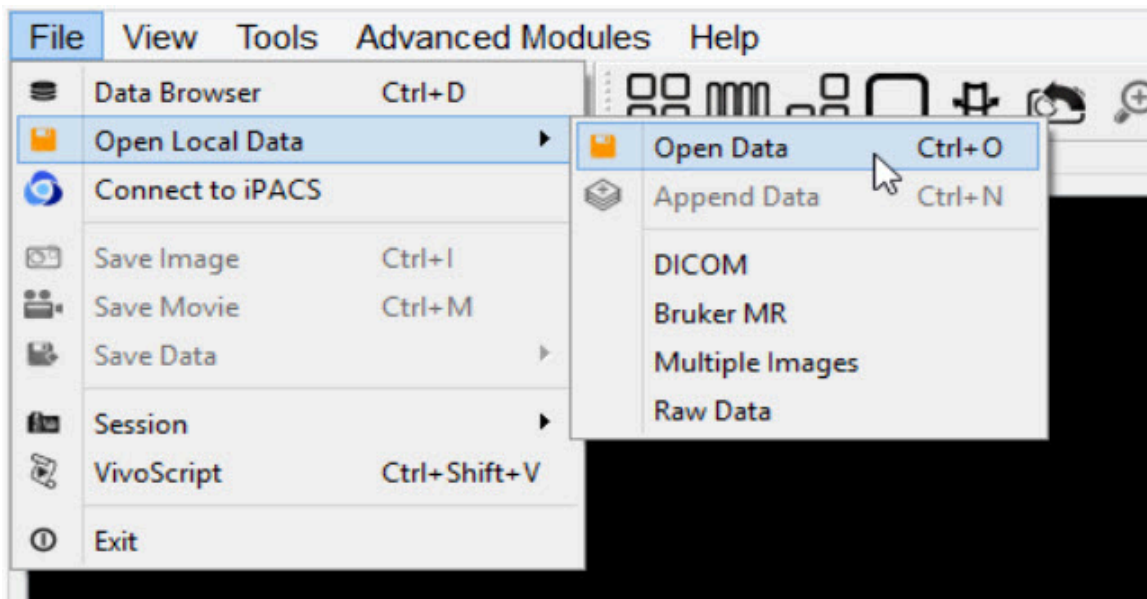 File View Tools Advanced Modules Help
Data Browser Ctrl+D
Open Local Data
Connect to iPACS
Save Image Ctrl+I
Save Movie Ctrl+M
Save Data
Session
VivoScript Ctrl+Shift+V
Exit
Open Data Ctrl+O
Append Data Ctrl+N
DICOM
Bruker MR
Multiple Images
Raw Data